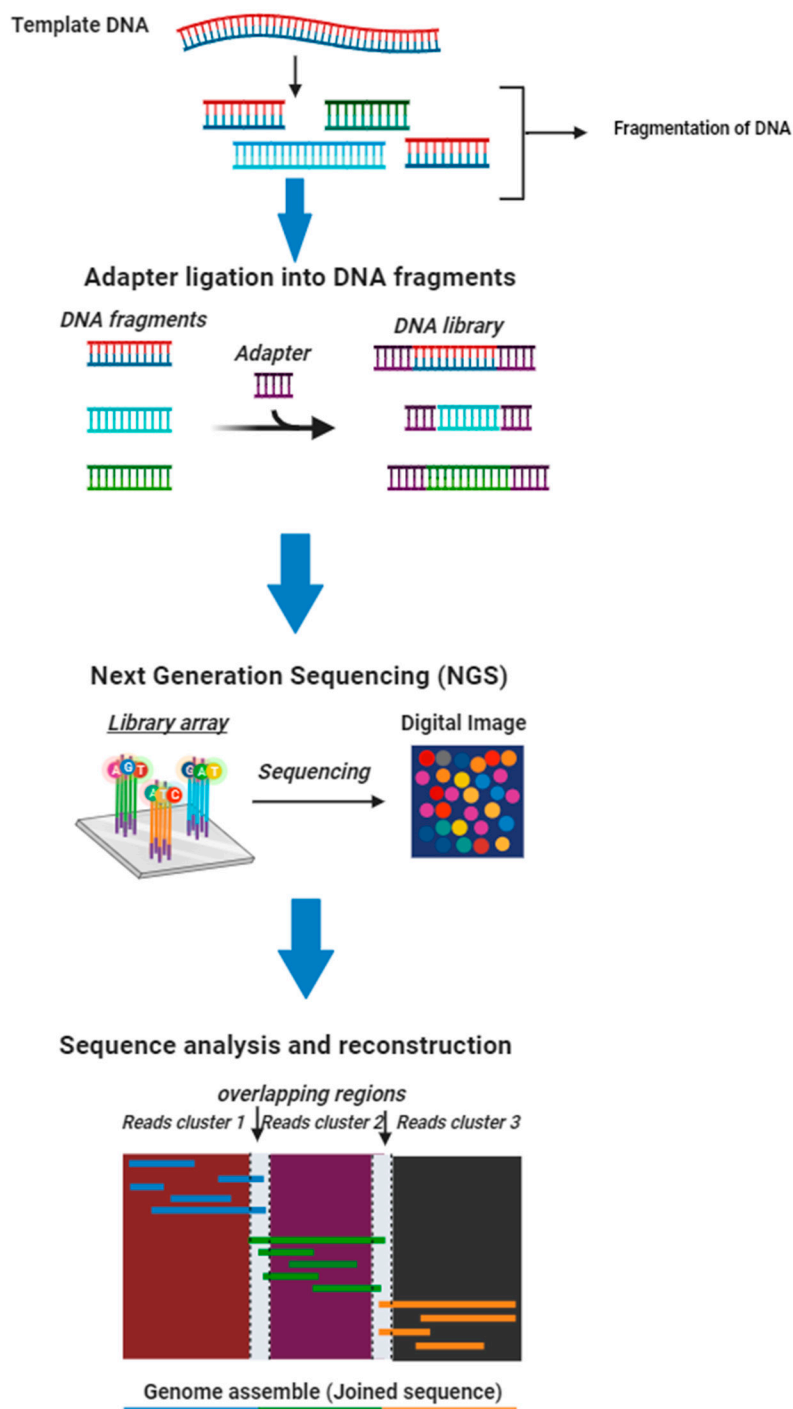 Template DNA
Fragmentation of DNA
Adapter ligation into DNA fragments
DNA fragments
Adapter
DNA library
Next Generation Sequencing (NGS)
Library array
Digital Image
A G T
G A T
A T C
Sequencing
Sequence analysis and reconstruction
overlapping regions
Reads cluster 1
Reads cluster 2
Reads cluster 3
Genome assemble (Joined sequence)